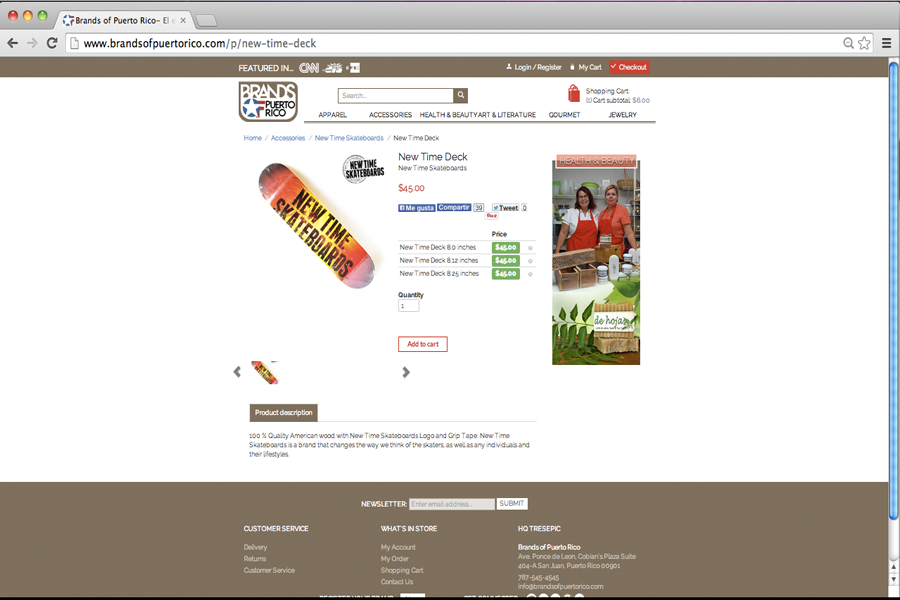 Brands of Puerto Rico– El e
www.brandsofpuertorico.com/p/new-time-deck
FEATURED IN... CNN
Login / Register My Cart Checkout
BRANDS
OF
PUERTO
RICO
Search...
Shopping Cart:
(1) Cart subtotal: $6.00
APPAREL ACCESSORIES HEALTH & BEAUTY ART & LITERATURE GOURMET JEWELRY
Home / Accessories / New Time Skateboards / New Time Deck
NEW TIME
SKATEBOARDS
NEW TIME
SKATEBOARDS
New Time Deck
New Time Skateboards
$45.00
Me gusta Compartir 39 Tweet 0
Pin it
Price
New Time Deck 8.0 inches $45.00
New Time Deck 8.12 inches $45.00
New Time Deck 8.25 inches $45.00
Quantity
1
Add to cart
HEALTH & BEAUTY
de hojas
Product description
100 % Quality American wood with New Time Skateboards Logo and Grip Tape. New Time
Skateboards is a brand that changes the way we think of the skaters, as well as any individuals and
their lifestyles.
NEWSLETTER: Enter email address... SUBMIT
CUSTOMER SERVICE
Delivery
Returns
Customer Service
WHAT'S IN STORE
My Account
My Order
Shopping Cart
Contact Us
HQ TRESEPIC
Brands of Puerto Rico
Ave. Ponce de Leon, Cobian's Plaza Suite
404-A San Juan, Puerto Rico 00901
787-545-4545
info@brandsofpuertorico.com
REGISTER YOUR BRAND
GET CONNECTED